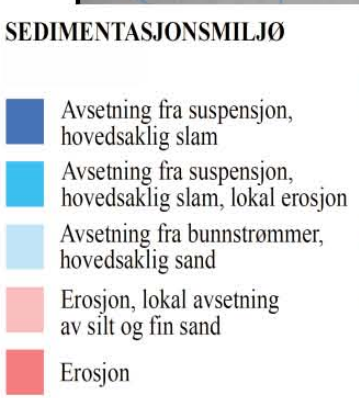 SEDIMENTASJONSMILJØ
Avsetning fra suspensjon,
hovedsaklig slam
Avsetning fra suspensjon,
hovedsaklig slam, lokal erosjon
Avsetning fra bunnstrømmer,
hovedsaklig sand
Erosjon, lokal avsetning
av silt og fin sand
Erosjon